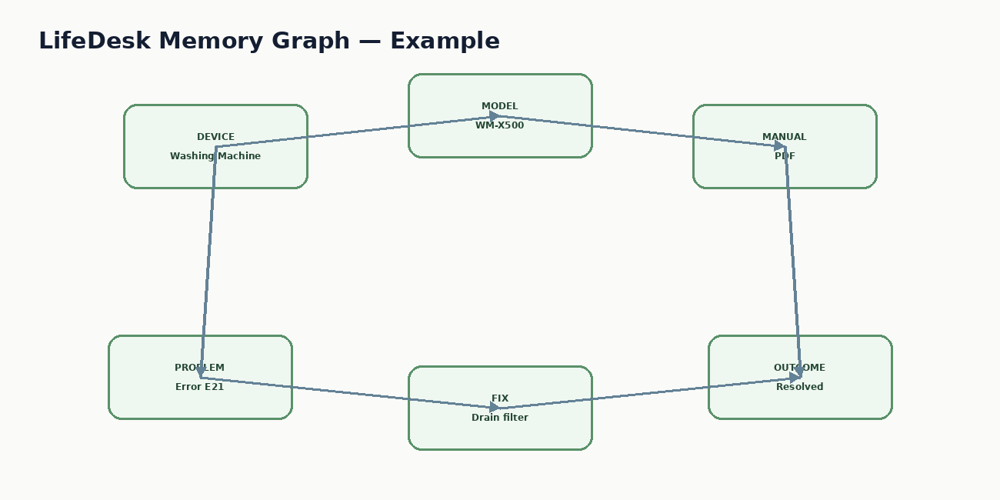 LifeDesk Memory Graph — Example
DEVICE
Washing Machine
MODEL
WM-X500
MANUAL
PDF
PROBLEM
Error E21
FIX
Drain filter
OUTCOME
Resolved